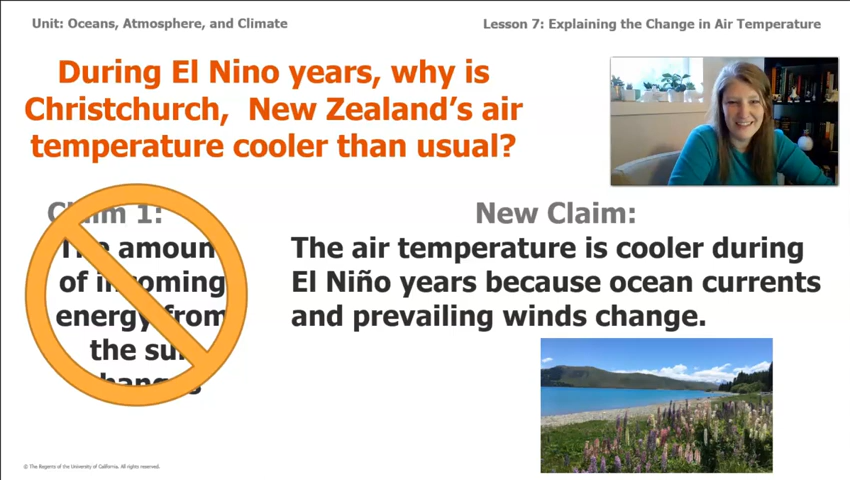 Unit: Oceans, Atmosphere, and Climate
Lesson 7: Explaining the Change in Air Temperature
During El Nino years, why is
Christchurch, New Zealand's air
temperature cooler than usual?
Claim 1:
The amount
of incoming
energy from
the sun
changes
New Claim:
The air temperature is cooler during
El Niño years because ocean currents
and prevailing winds change.
© The Regents of the University of California. All rights reserved.